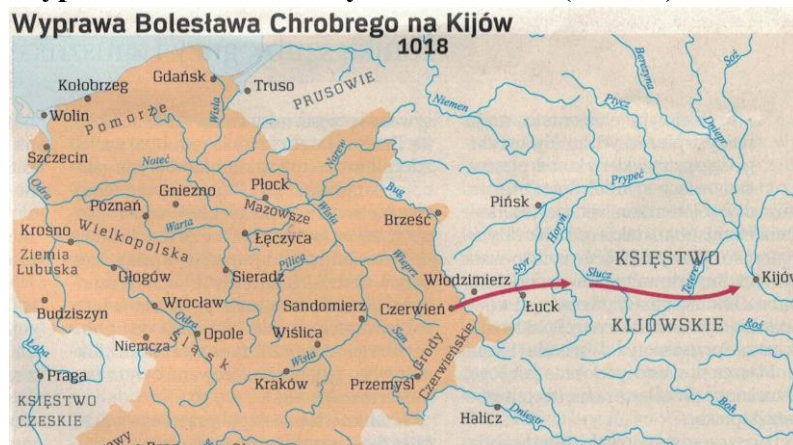 Wyprawa Bolesława Chrobrego na Kijów
1018
Gdańsk
Truso
PRUSOWIE
Kołobrzeg
Wolin
Pomorze
Wisła
Niemen
Berezyna
Soż
Ptycz
Dniepr
Szczecin
Noteć
Narew
Prypeć
Odra
Gniezno
Płock
Bug
Pińsk
Poznań
Mazowsze
Wisła
Brześć
Horyń
Krosno
Wielkopolska
Warta
Łęczyca
KSIĘSTWO
Ziemia
Lubuska
Pilica
Wieprz
Włodzimierz
Styr
Słucz
Teterew
Kijów
Głogów
Sieradz
Budziszyn
Wrocław
Sandomierz
Czerwień
Łuck
KIJOWSKIE
Odra
Opole
Wiślica
San
Roś
Niemcza
Śląsk
Wisła
Grody
Czerwieńskie
Łaba
Praga
Kraków
Przemyśl
Boh
KSIĘSTWO
CZESKIE
Halicz
Dniestr